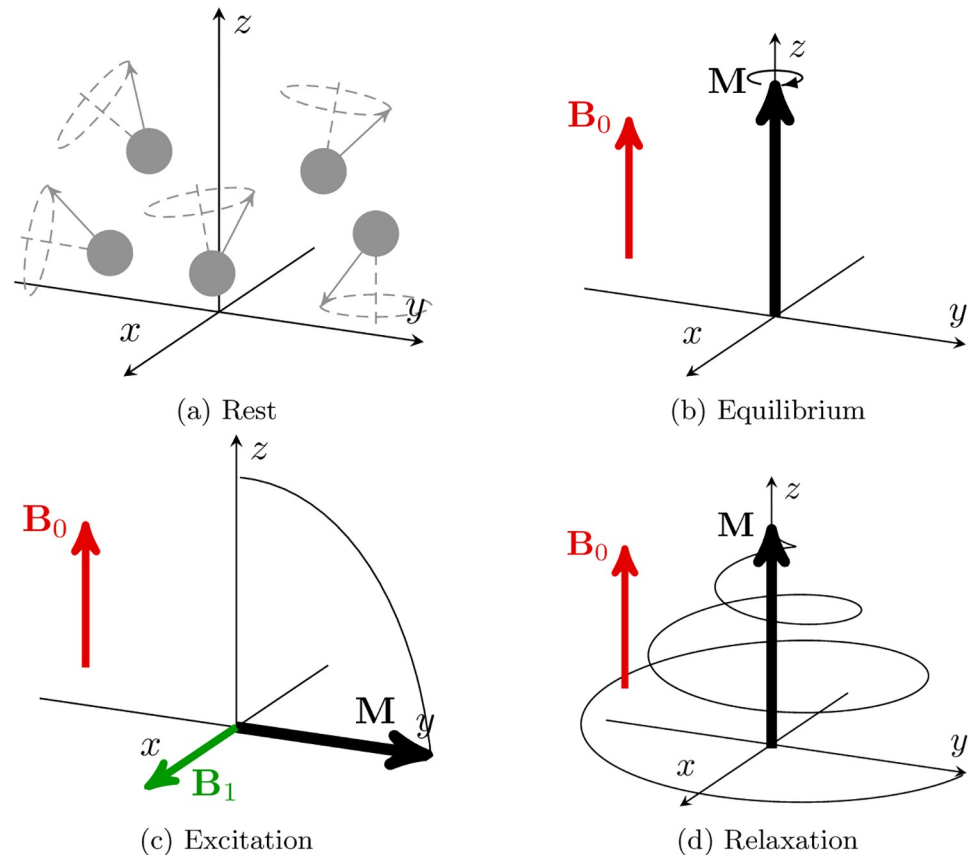 z
y
x
(a) Rest
z
M
B0
y
x
(b) Equilibrium
z
B0
M
y
x
B1
(c) Excitation
z
M
B0
y
x
(d) Relaxation